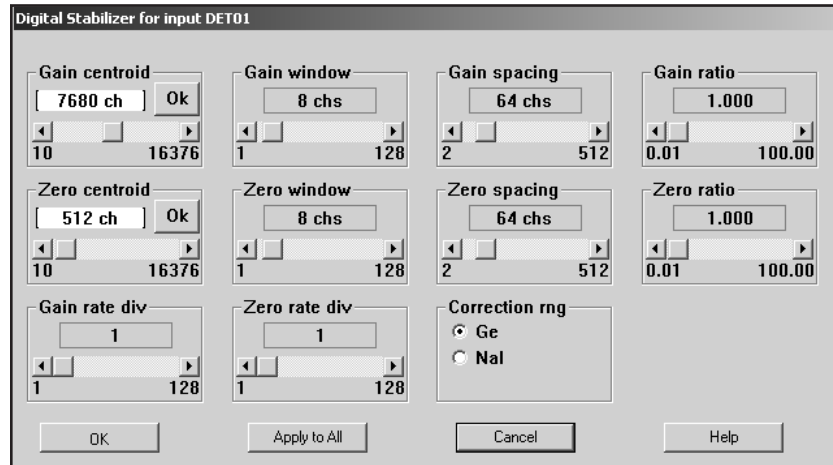 Digital Stabilizer for input DET01
Gain centroid
[ 7680 ch ] Ok
10 16376
Gain window
8 chs
1 128
Gain spacing
64 chs
2 512
Gain ratio
1.000
0.01 100.00
Zero centroid
[ 512 ch ] Ok
10 16376
Zero window
8 chs
1 128
Zero spacing
64 chs
2 512
Zero ratio
1.000
0.01 100.00
Gain rate div
1
1 128
Zero rate div
1
1 128
Correction rng
Ge
NaI
OK Apply to All Cancel Help